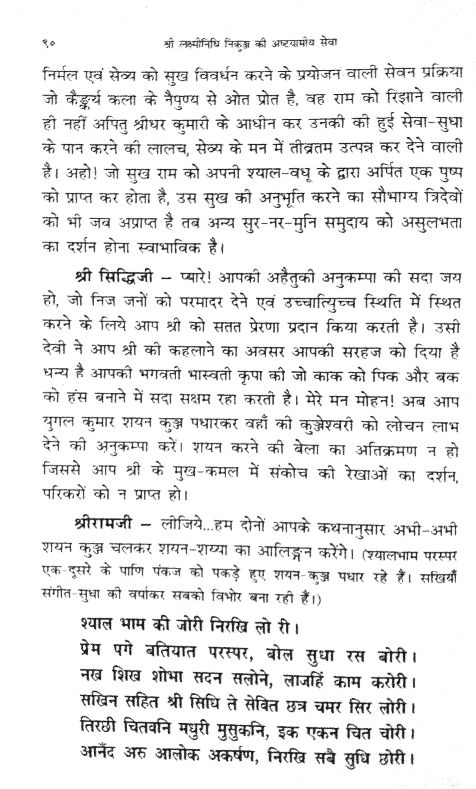 ९० श्री लक्ष्मीनिधि निकुञ्ज की अष्टयामीय सेवा
निर्मल एवं सेव्य को सुख विवर्धन करने के प्रयोजन वाली सेवन प्रक्रिया
जो कैङ्कर्य कला के नैपुण्य से ओत प्रोत है, वह राम को रिझाने वाली
ही नहीं अपितु श्रीधर कुमारी के आधीन कर उनकी की हुई सेवा-सुधा
के पान करने की लालच, सेव्य के मन में तीव्रतम उत्पन्न कर देने वाली
है। अहो! जो सुख राम को अपनी श्याल-वधू के द्वारा अर्पित एक पुष्प
को प्राप्त कर होता है, उस सुख की अनुभूति करने का सौभाग्य त्रिदेवों
को भी जब अप्राप्त है तब अन्य सुर-नर-मुनि समुदाय को असुलभता
का दर्शन होना स्वाभाविक है।
श्री सिद्धिजी – प्यारे! आपकी अहैतुकी अनुकम्पा की सदा जय
हो, जो निज जनों को परमादर देने एवं उच्चात्युिच्च स्थिति में स्थित
करने के लिये आप श्री को सतत प्रेरणा प्रदान किया करती है। उसी
देवी ने आप श्री की कहलाने का अवसर आपकी सरहज को दिया है
धन्य है आपकी भगवती भास्वती कृपा की जो काक को पिक और बक
को हंस बनाने में सदा सक्षम रहा करती है। मेरे मन मोहन! अब आप
युगल कुमार शयन कुञ्ज पधारकर वहाँ की कुञ्जेश्वरी को लोचन लाभ
देने की अनुकम्पा करें। शयन करने की बेला का अतिक्रमण न हो
जिससे आप श्री के मुख-कमल में संकोच की रेखाओं का दर्शन,
परिकरों को न प्राप्त हो।
श्रीरामजी – लीजिये...हम दोनों आपके कथनानुसार अभी-अभी
शयन कुञ्ज चलकर शयन-शय्या का आलिङ्गन करेंगे। (श्यालभाम परस्पर
एक-दूसरे के पाणि पंकज को पकड़े हुए शयन-कुञ्ज पधार रहे हैं। सखियाँ
संगीत-सुधा की वर्षाकर सबको विभोर बना रही हैं।)
श्याल भाम की जोरी निरखि लो री।
प्रेम पगे बतियात परस्पर, बोल सुधा रस बोरी।
नख शिख शोभा सदन सलोने, लाजहिं काम करोरी।
सखिन सहित श्री सिधि ते सेवित छत्र चमर सिर लोरी।
तिरछी चितवनि मधुरी मुसुकनि, इक एकन चित चोरी।
आनँद अरु आलोक अकर्षण, निरखि सबै सुधि छोरी।